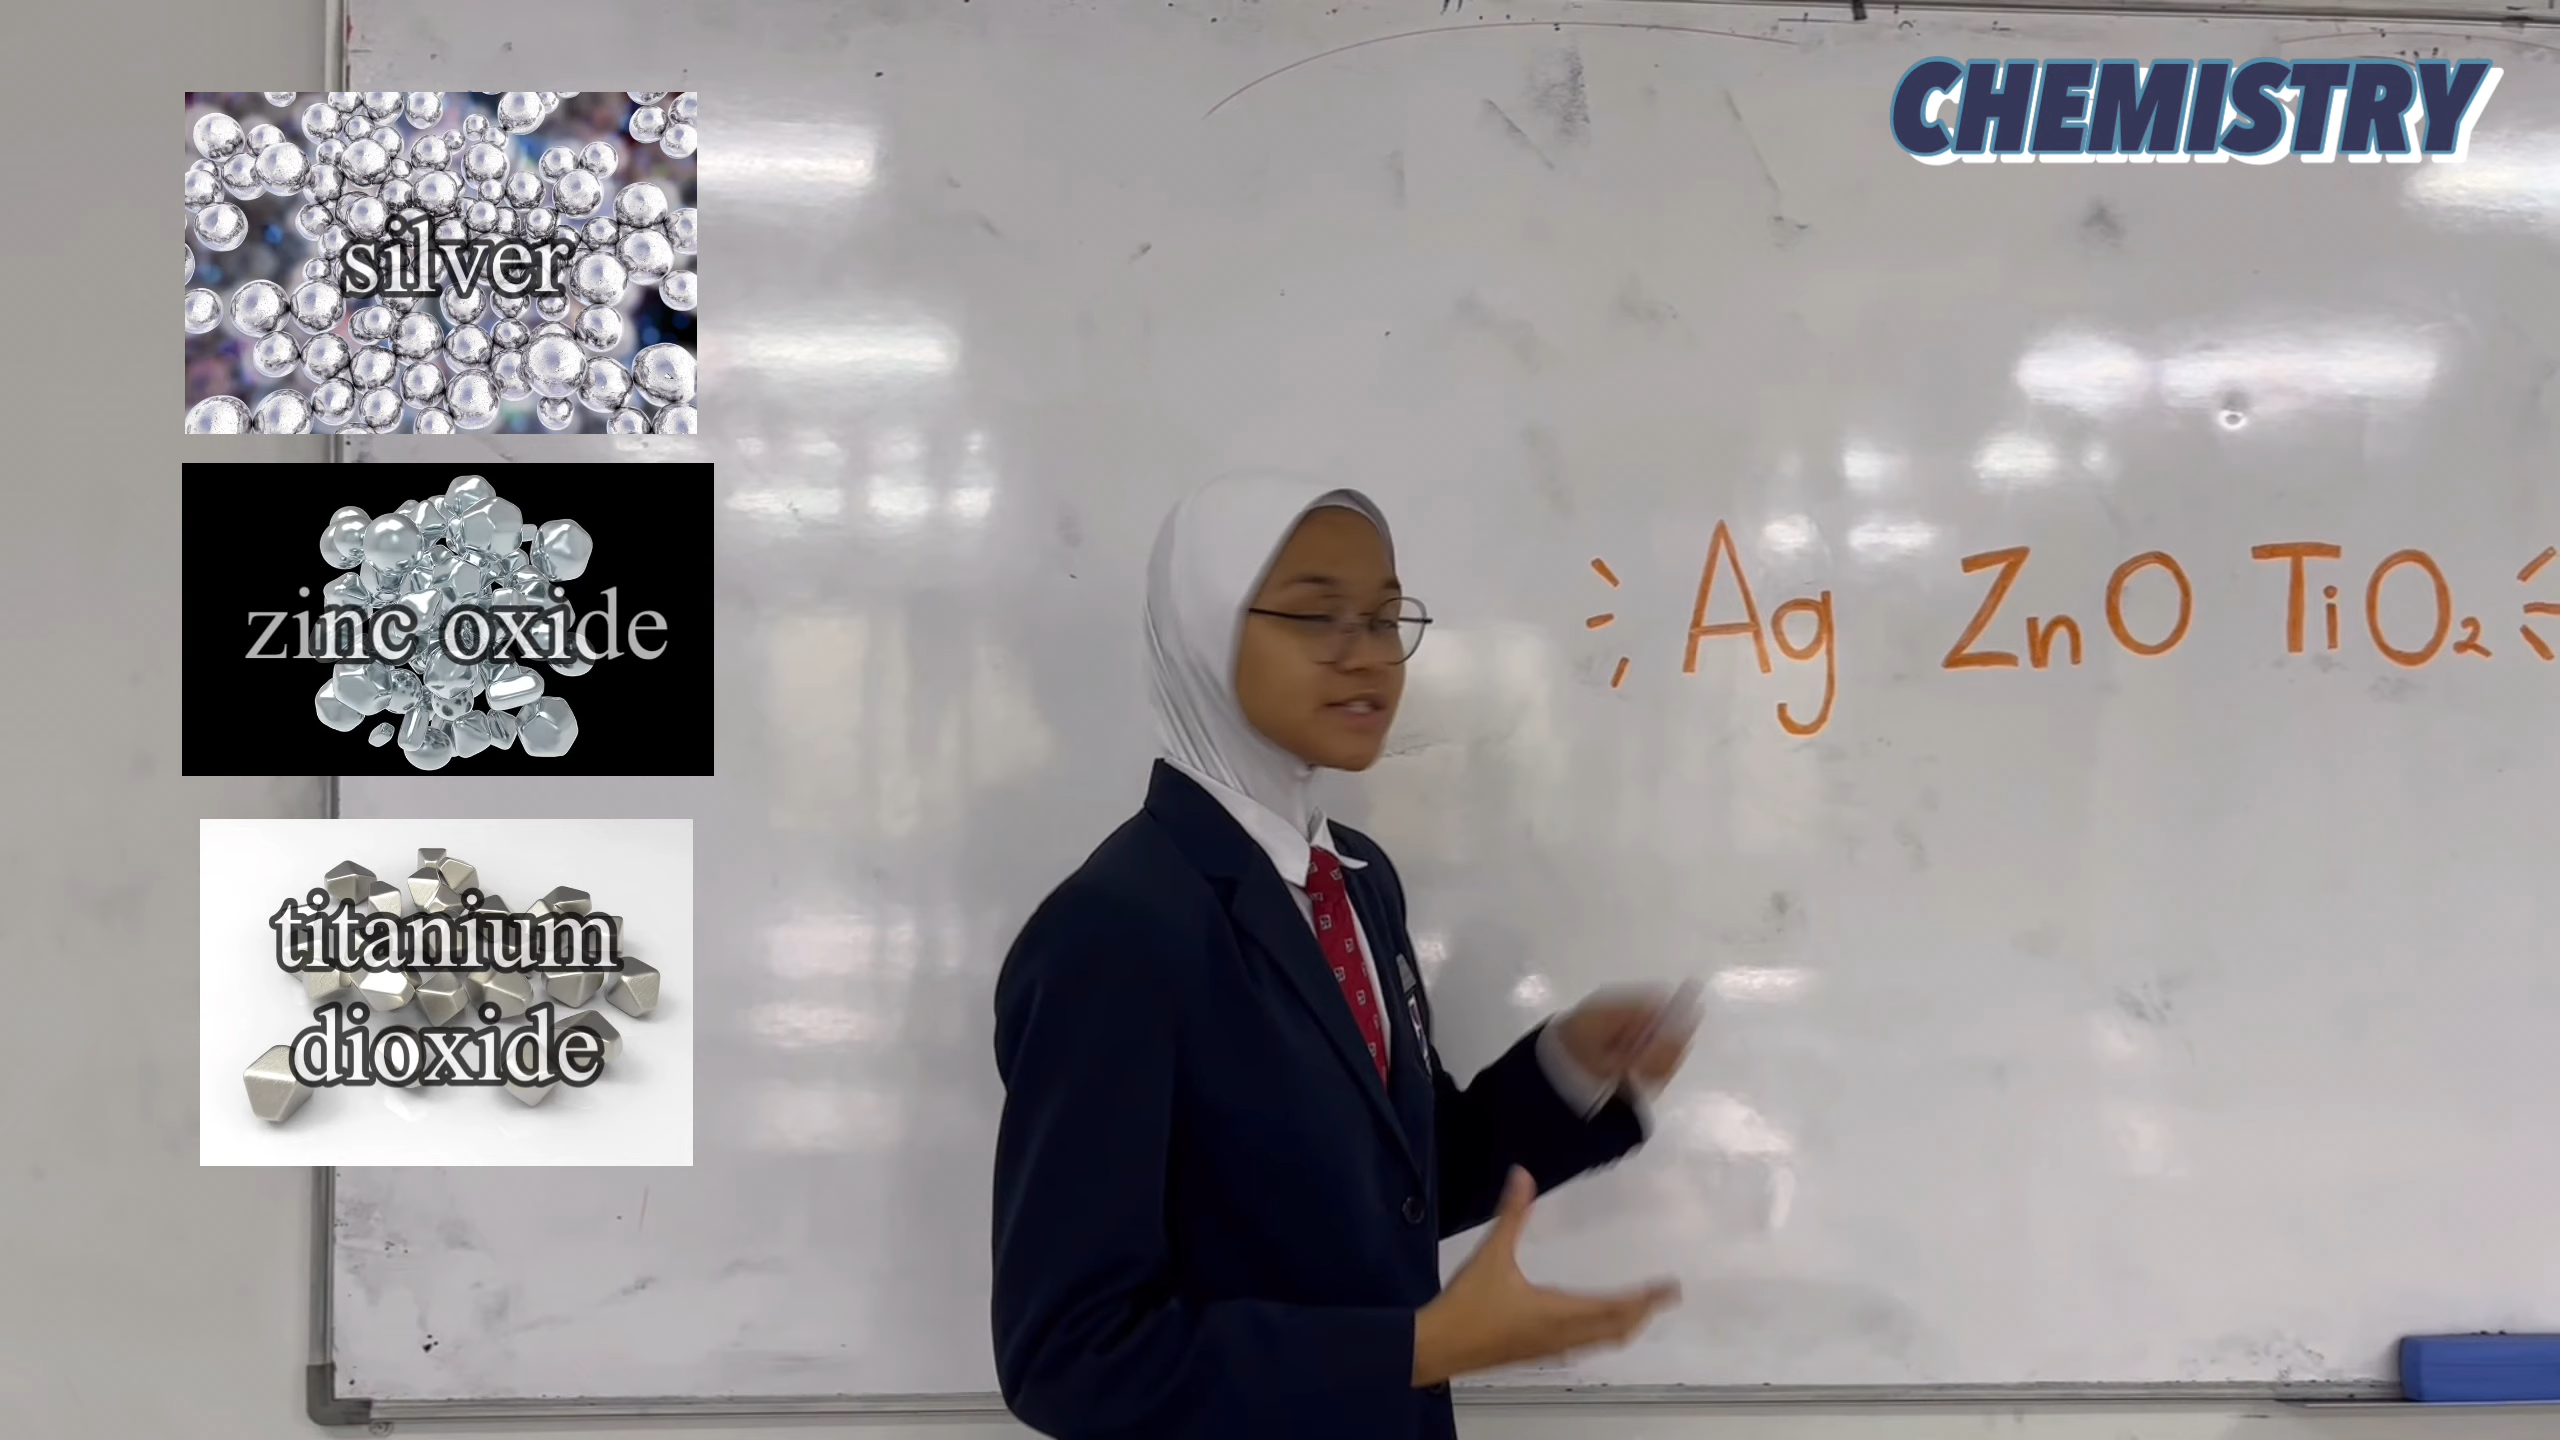 CHEMISTRY
silver
zinc oxide
titanium
dioxide
Ag ZnO TiO₂